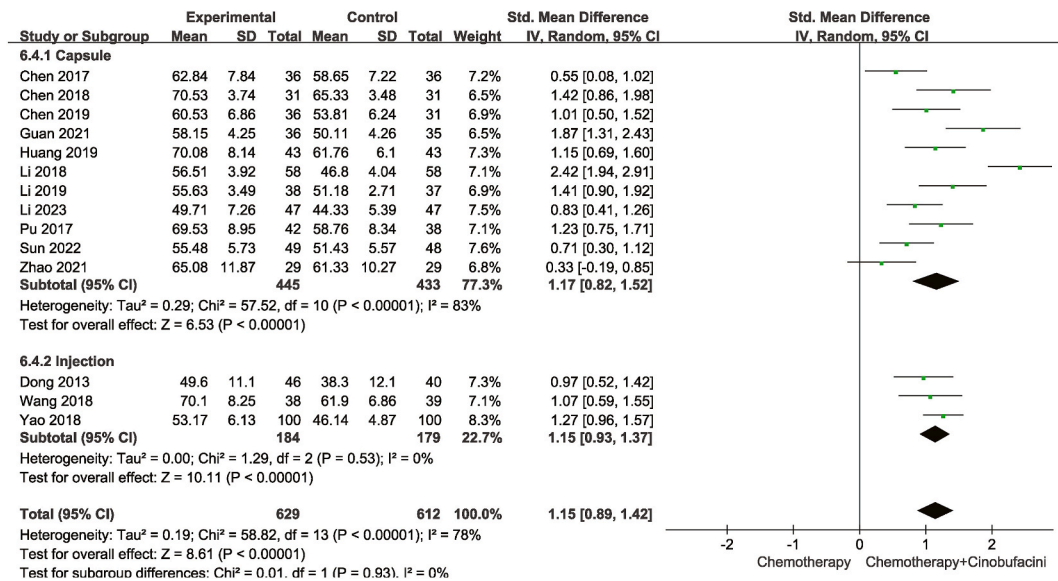 Experimental Control Std. Mean Difference Std. Mean Difference
Study or Subgroup Mean SD Total Mean SD Total Weight IV, Random, 95% CI IV, Random, 95% CI
6.4.1 Capsule
Chen 2017 62.84 7.84 36 58.65 7.22 36 7.2% 0.55 [0.08, 1.02]
Chen 2018 70.53 3.74 31 65.33 3.48 31 6.5% 1.42 [0.86, 1.98]
Chen 2019 60.53 6.86 36 53.81 6.24 31 6.9% 1.01 [0.50, 1.52]
Guan 2021 58.15 4.25 36 50.11 4.26 35 6.5% 1.87 [1.31, 2.43]
Huang 2019 70.08 8.14 43 61.76 6.1 43 7.3% 1.15 [0.69, 1.60]
Li 2018 56.51 3.92 58 46.8 4.04 58 7.1% 2.42 [1.94, 2.91]
Li 2019 55.63 3.49 38 51.18 2.71 37 6.9% 1.41 [0.90, 1.92]
Li 2023 49.71 7.26 47 44.33 5.39 47 7.5% 0.83 [0.41, 1.26]
Pu 2017 69.53 8.95 42 58.76 8.34 38 7.1% 1.23 [0.75, 1.71]
Sun 2022 55.48 5.73 49 51.43 5.57 48 7.6% 0.71 [0.30, 1.12]
Zhao 2021 65.08 11.87 29 61.33 10.27 29 6.8% 0.33 [-0.19, 0.85]
Subtotal (95% CI) 445 433 77.3% 1.17 [0.82, 1.52]
Heterogeneity: Tau² = 0.29; Chi² = 57.52, df = 10 (P < 0.00001); I² = 83%
Test for overall effect: Z = 6.53 (P < 0.00001)
6.4.2 Injection
Dong 2013 49.6 11.1 46 38.3 12.1 40 7.3% 0.97 [0.52, 1.42]
Wang 2018 70.1 8.25 38 61.9 6.86 39 7.1% 1.07 [0.59, 1.55]
Yao 2018 53.17 6.13 100 46.14 4.87 100 8.3% 1.27 [0.96, 1.57]
Subtotal (95% CI) 184 179 22.7% 1.15 [0.93, 1.37]
Heterogeneity: Tau² = 0.00; Chi² = 1.29, df = 2 (P = 0.53); I² = 0%
Test for overall effect: Z = 10.11 (P < 0.00001)
Total (95% CI) 629 612 100.0% 1.15 [0.89, 1.42]
Heterogeneity: Tau² = 0.19; Chi² = 58.82, df = 13 (P < 0.00001); I² = 78%
Test for overall effect: Z = 8.61 (P < 0.00001)
Test for subgroup differences: Chi² = 0.01, df = 1 (P = 0.93), I² = 0%
-2 -1 0 1 2
Chemotherapy Chemotherapy+Cinobufacini